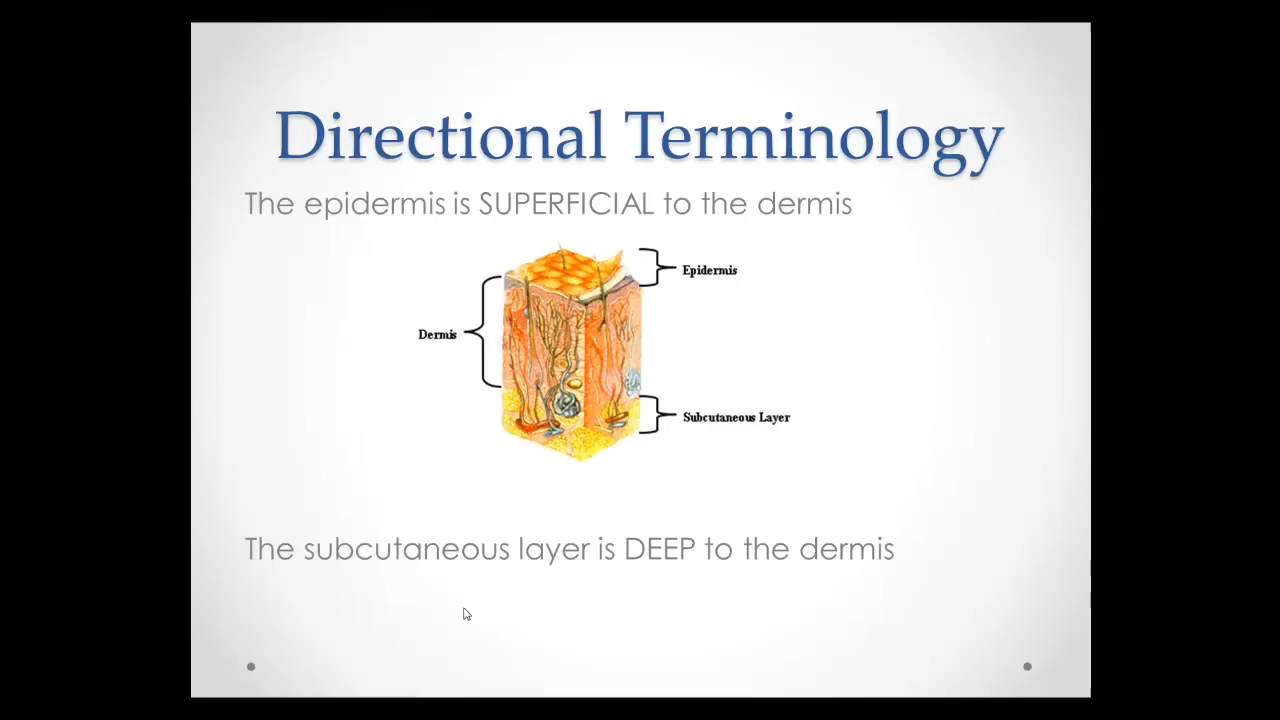 Directional Terminology
The epidermis is SUPERFICIAL to the dermis
Epidermis
Dermis
Subcutaneous Layer
The subcutaneous layer is DEEP to the dermis